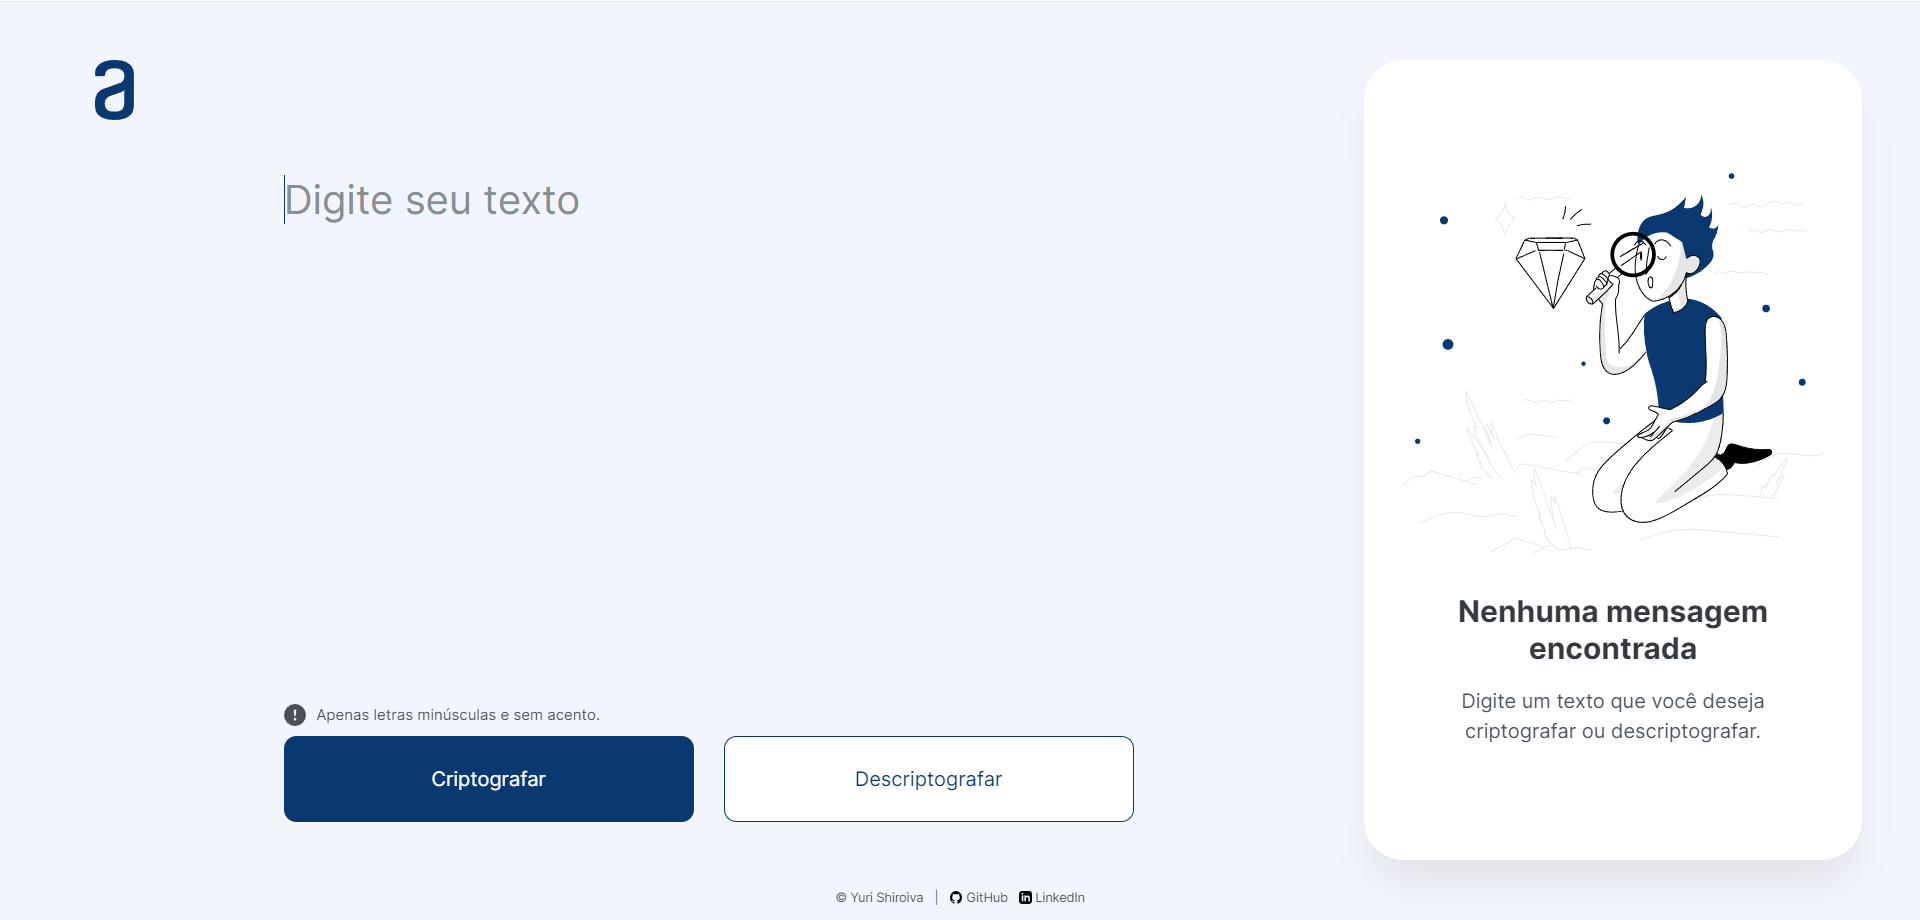 a
Digite seu texto
Apenas letras minúsculas e sem acento.
Criptografar
Descriptografar
Nenhuma mensagem
encontrada
Digite um texto que você deseja
criptografar ou descriptografar.
© Yuri Shiroiva | GitHub LinkedIn